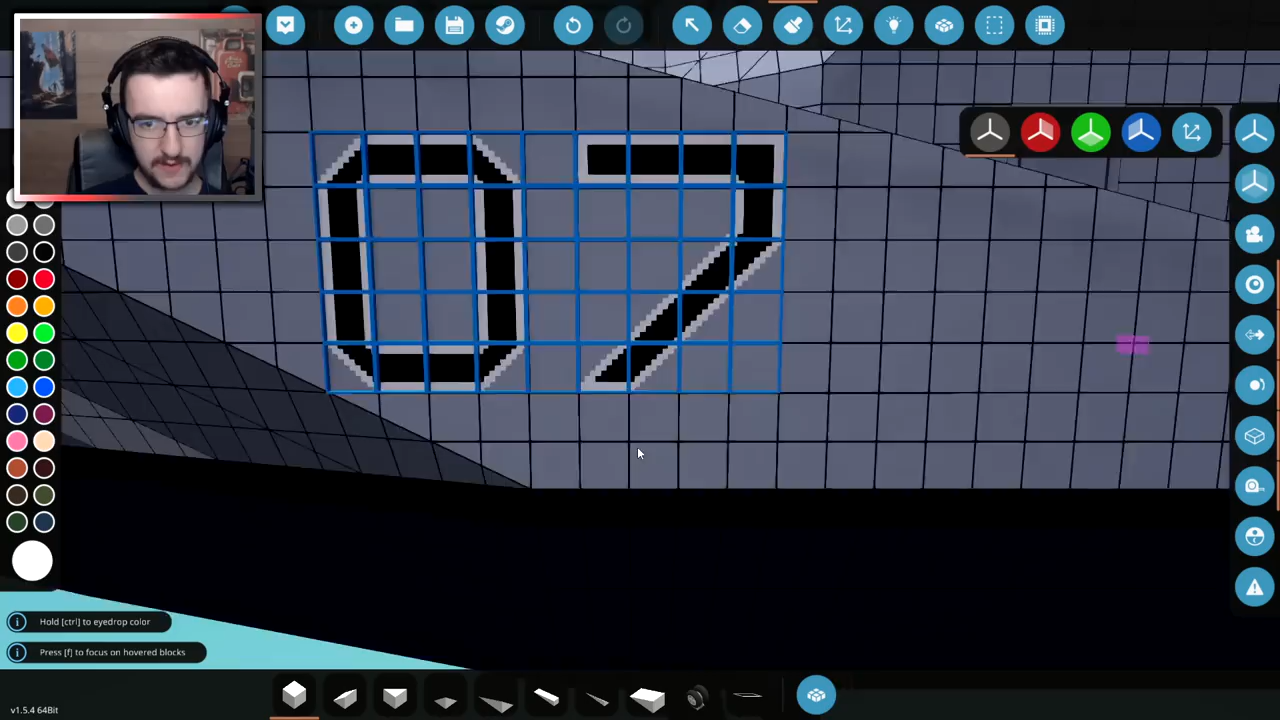 07
Hold [ctrl] to eyedrop color
Press [f] to focus on hovered blocks
v1.5.4 64Bit